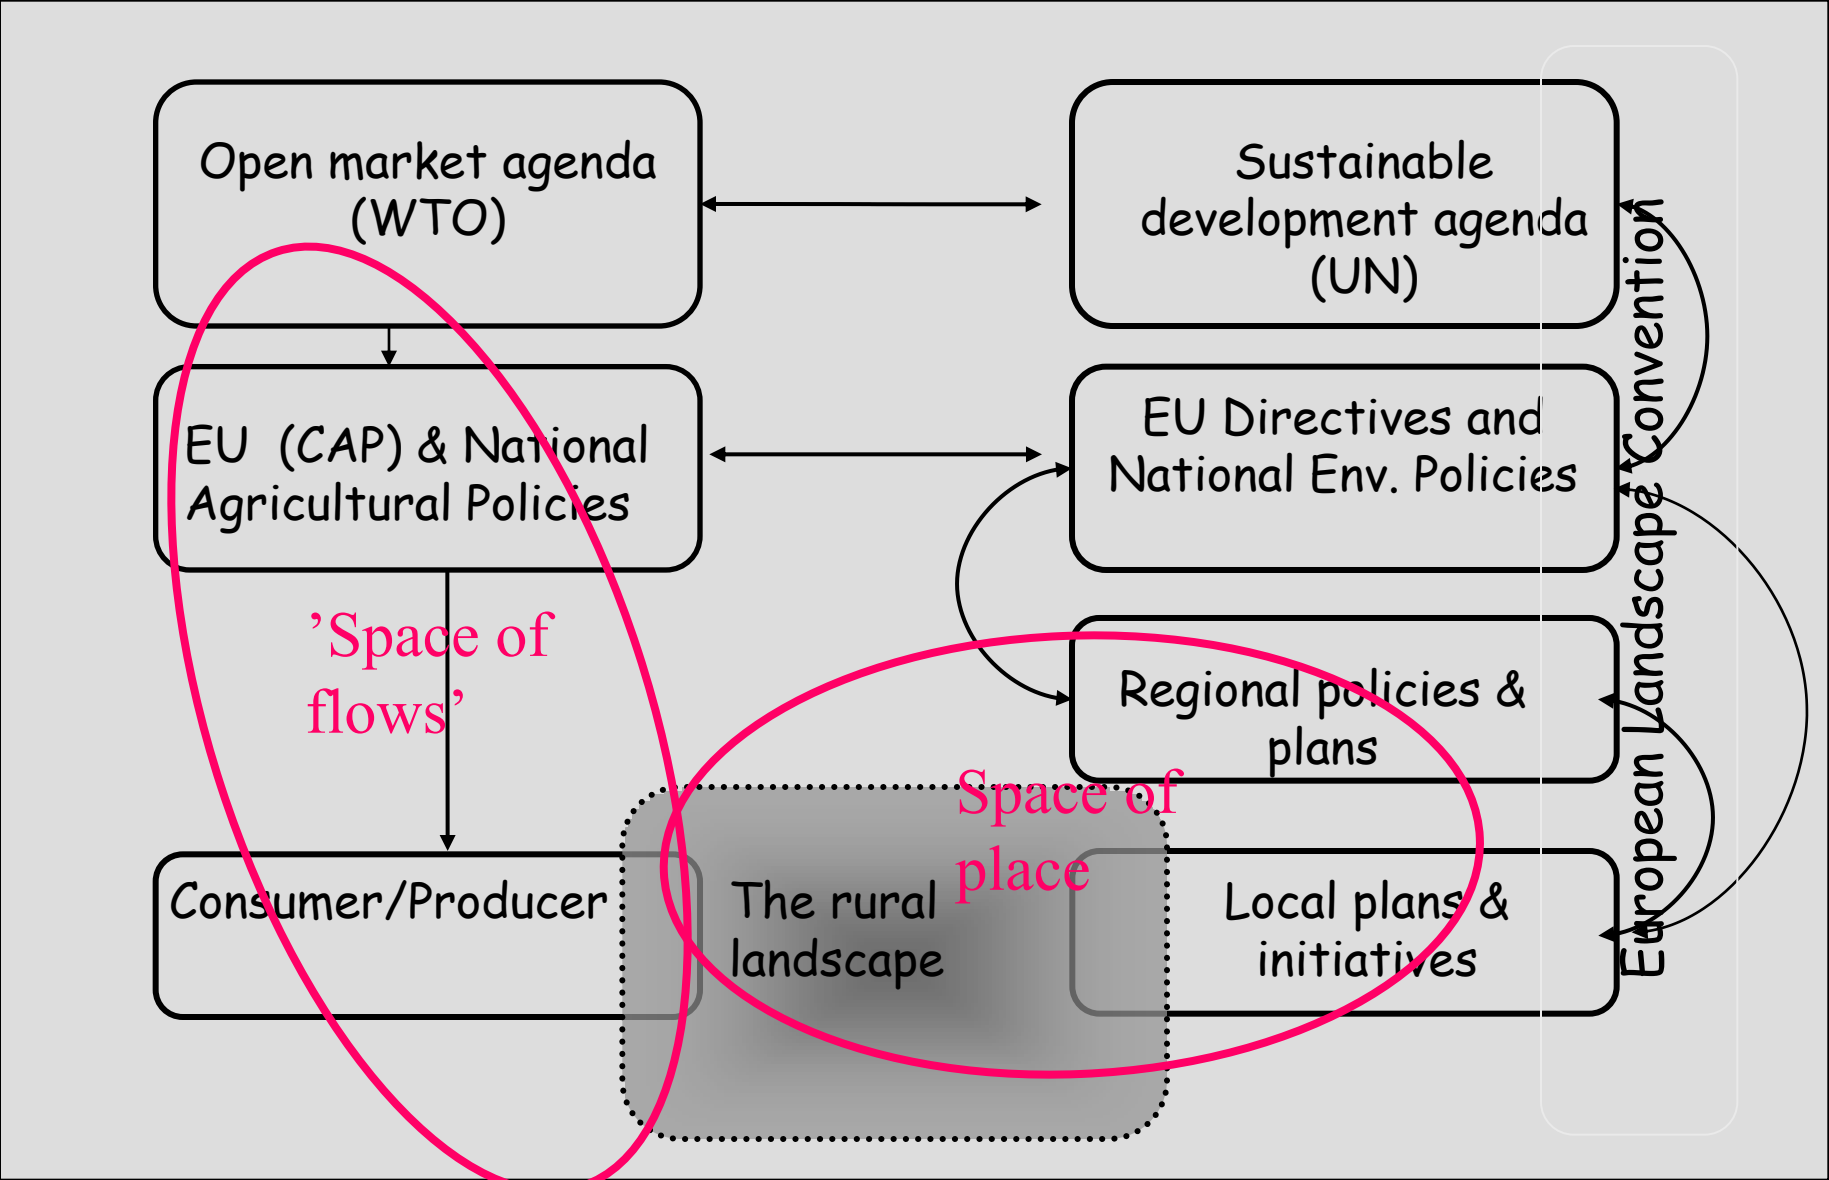 Open market agenda
(WTO)
Sustainable
development agenda
(UN)
EU (CAP) & National
Agricultural Policies
EU Directives and
National Env. Policies
’Space of
flows’
Regional policies &
plans
Space of
place
Consumer/Producer
The rural
landscape
Local plans &
initiatives
European Landscape Convention